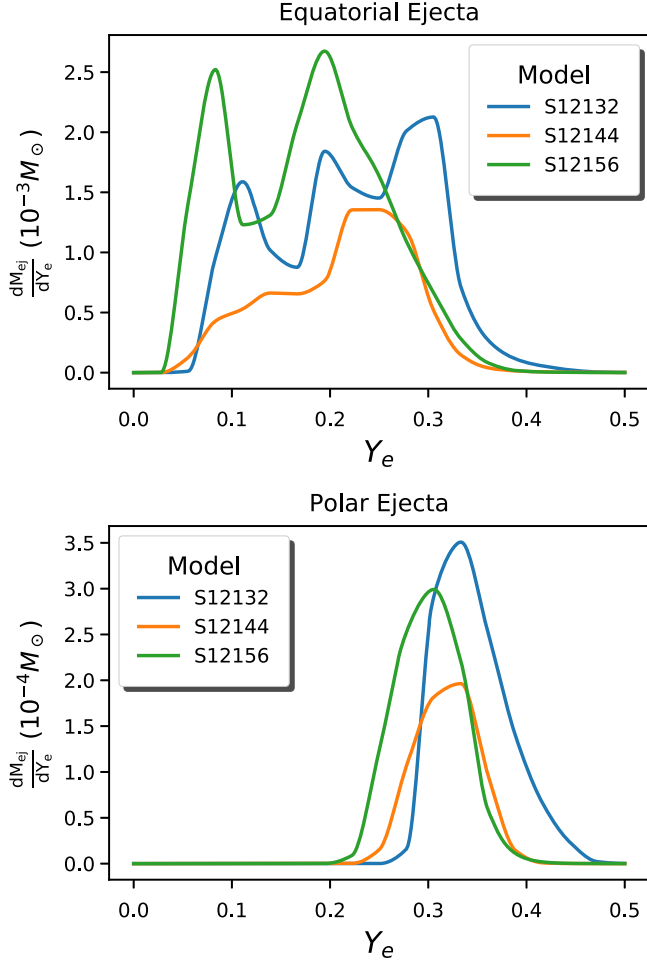 Equatorial Ejecta
dM_ej/dY_e (10^{-3} M_⊙)
2.5
2.0
1.5
1.0
0.5
0.0
Model
S12132
S12144
S12156
0.0 0.1 0.2 0.3 0.4 0.5
Y_e
Polar Ejecta
dM_ej/dY_e (10^{-4} M_⊙)
3.5
3.0
2.5
2.0
1.5
1.0
0.5
0.0
Model
S12132
S12144
S12156
0.0 0.1 0.2 0.3 0.4 0.5
Y_e